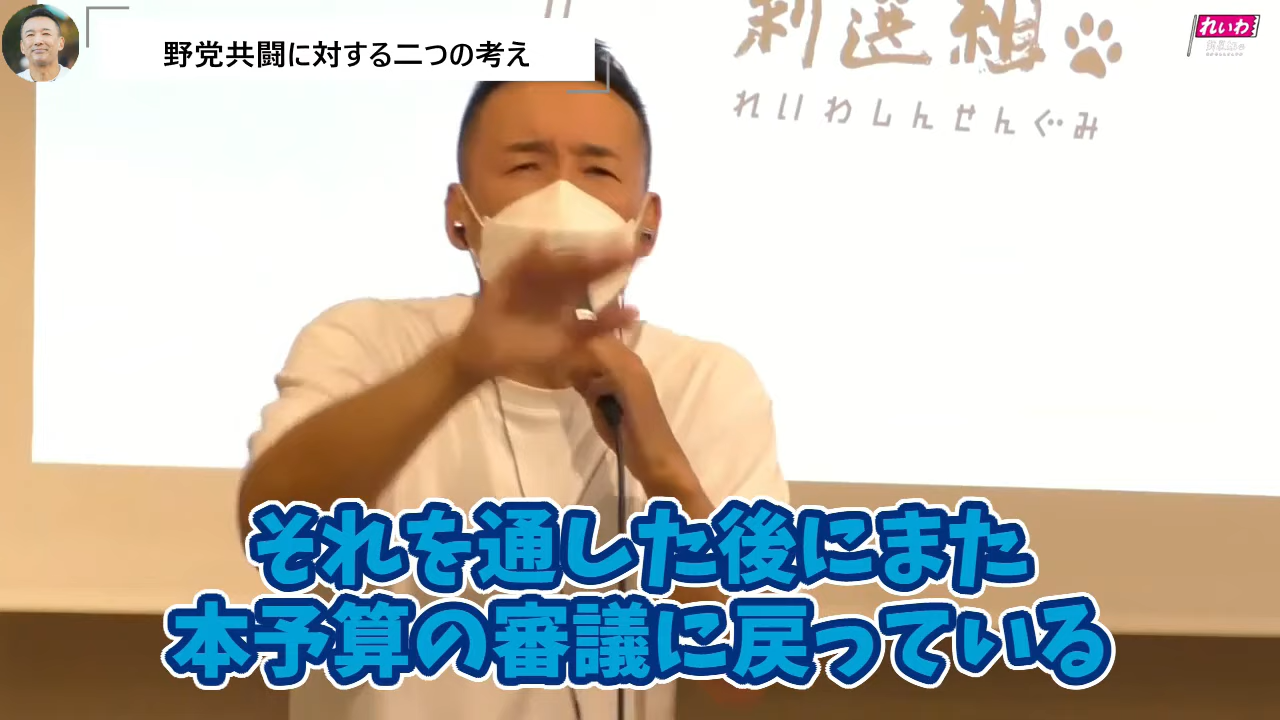 野党共闘に対する二つの考え
新選組
れいわしんせんぐみ
れいわ
それを通した後にまた
本予算の審議に戻っている